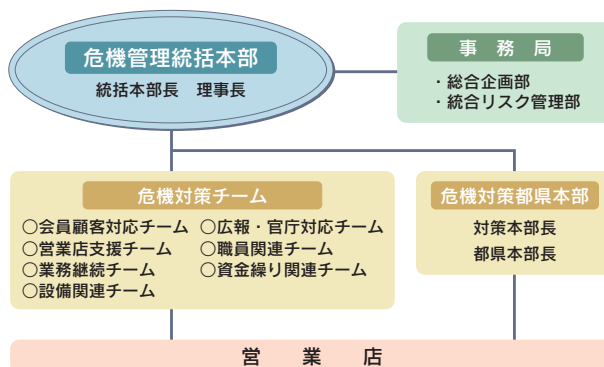 危機管理統括本部
統括本部長　理事長
事　務　局
・総合企画部
・統合リスク管理部
危機対策チーム
○会員顧客対応チーム　○広報・官庁対応チーム
○営業店支援チーム　○職員関連チーム
○業務継続チーム　○資金繰り関連チーム
○設備関連チーム
危機対策都県本部
対策本部長
都県本部長
営　業　店